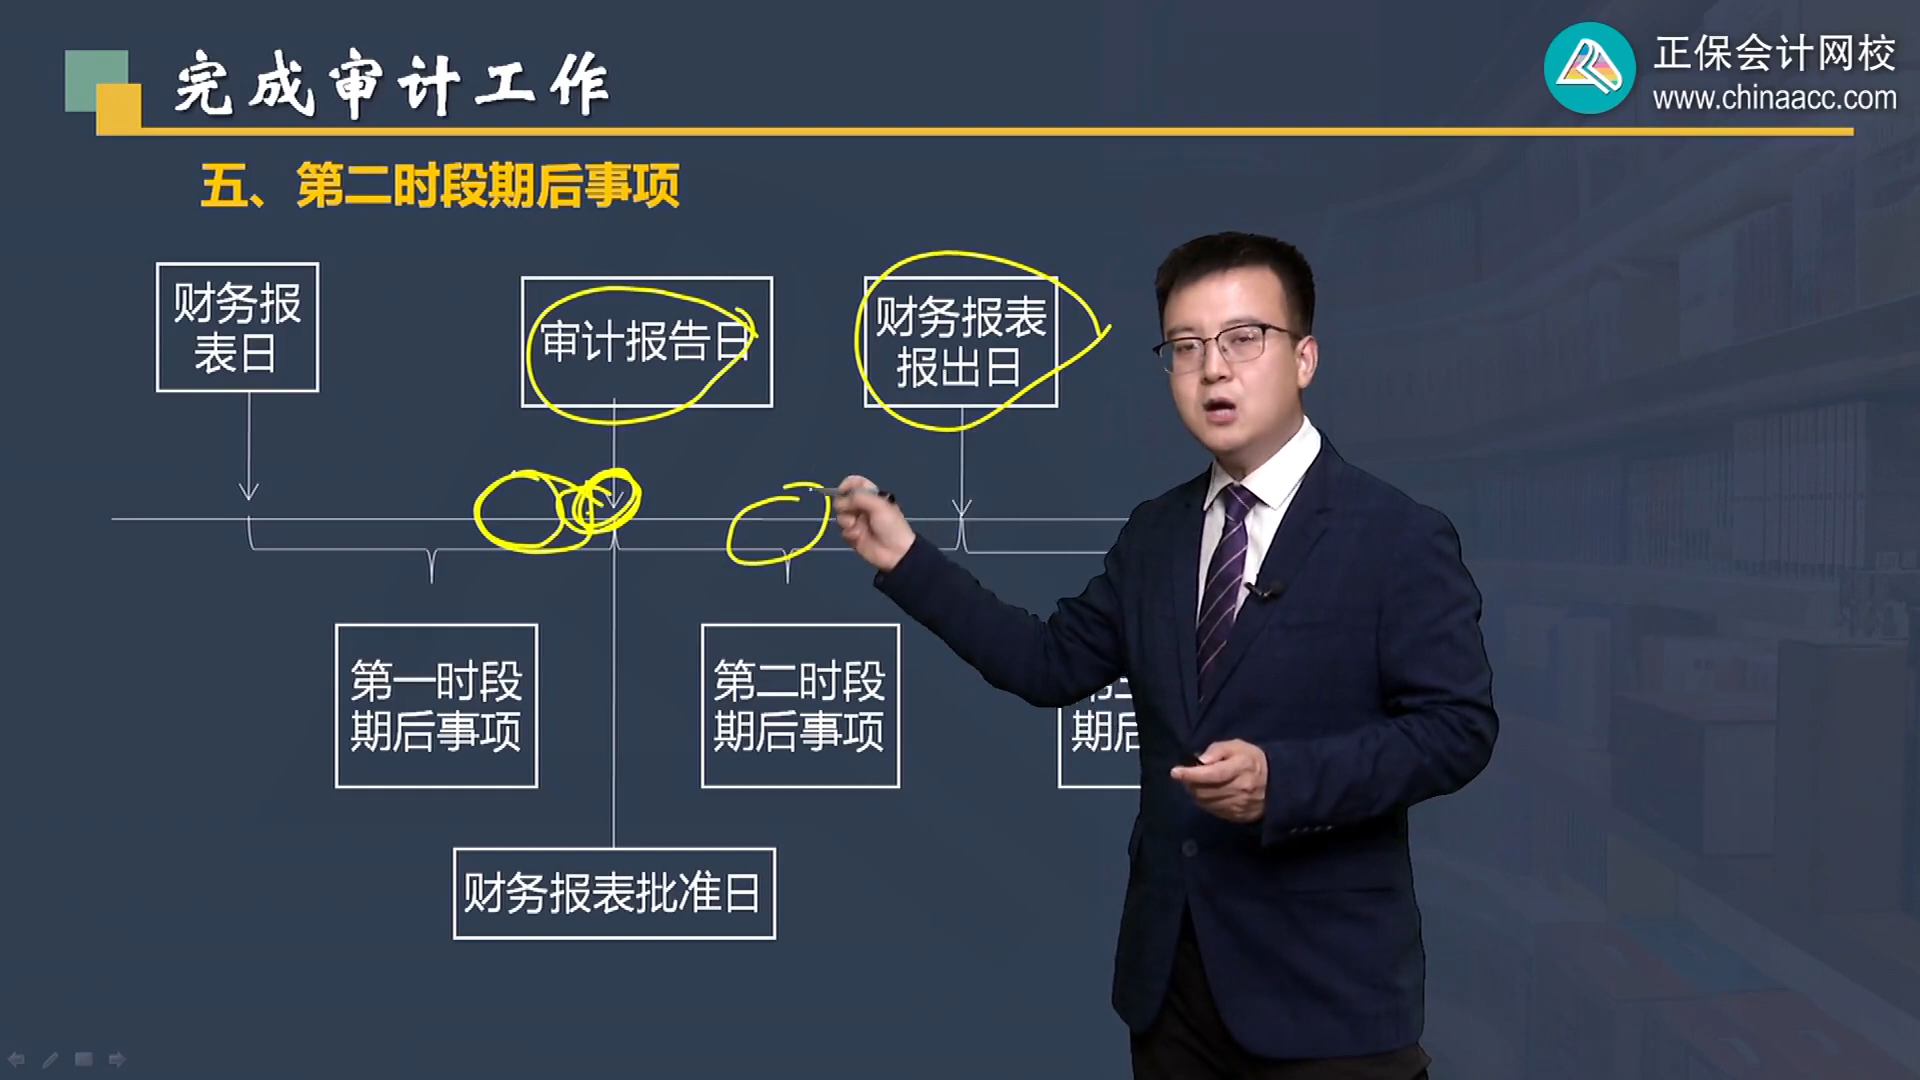 完成审计工作
正保会计网校
www.chinaacc.com
五、第二时段期后事项
财务报
表日
审计报告日
财务报表
报出日
第一时段
期后事项
第二时段
期后事项
期后
财务报表批准日